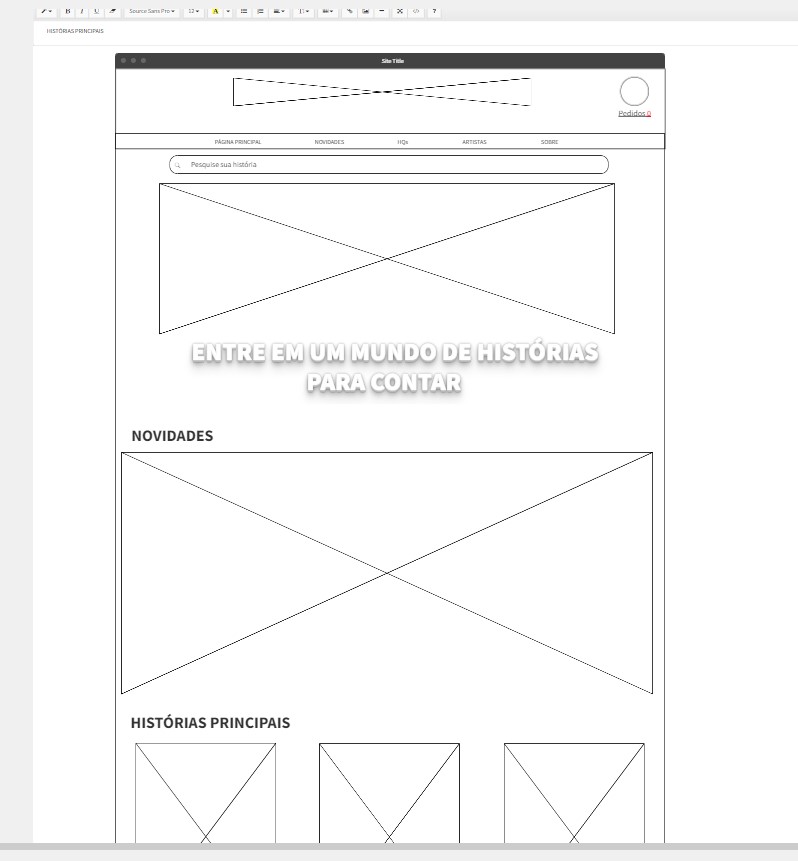 Source Sans Pro
12
HISTÓRIAS PRINCIPAIS
Site Title
Pedidos 0
PÁGINA PRINCIPAL NOVIDADES HQs ARTISTAS SOBRE
Pesquise sua história
ENTRE EM UM MUNDO DE HISTÓRIAS
PARA CONTAR
NOVIDADES
HISTÓRIAS PRINCIPAIS